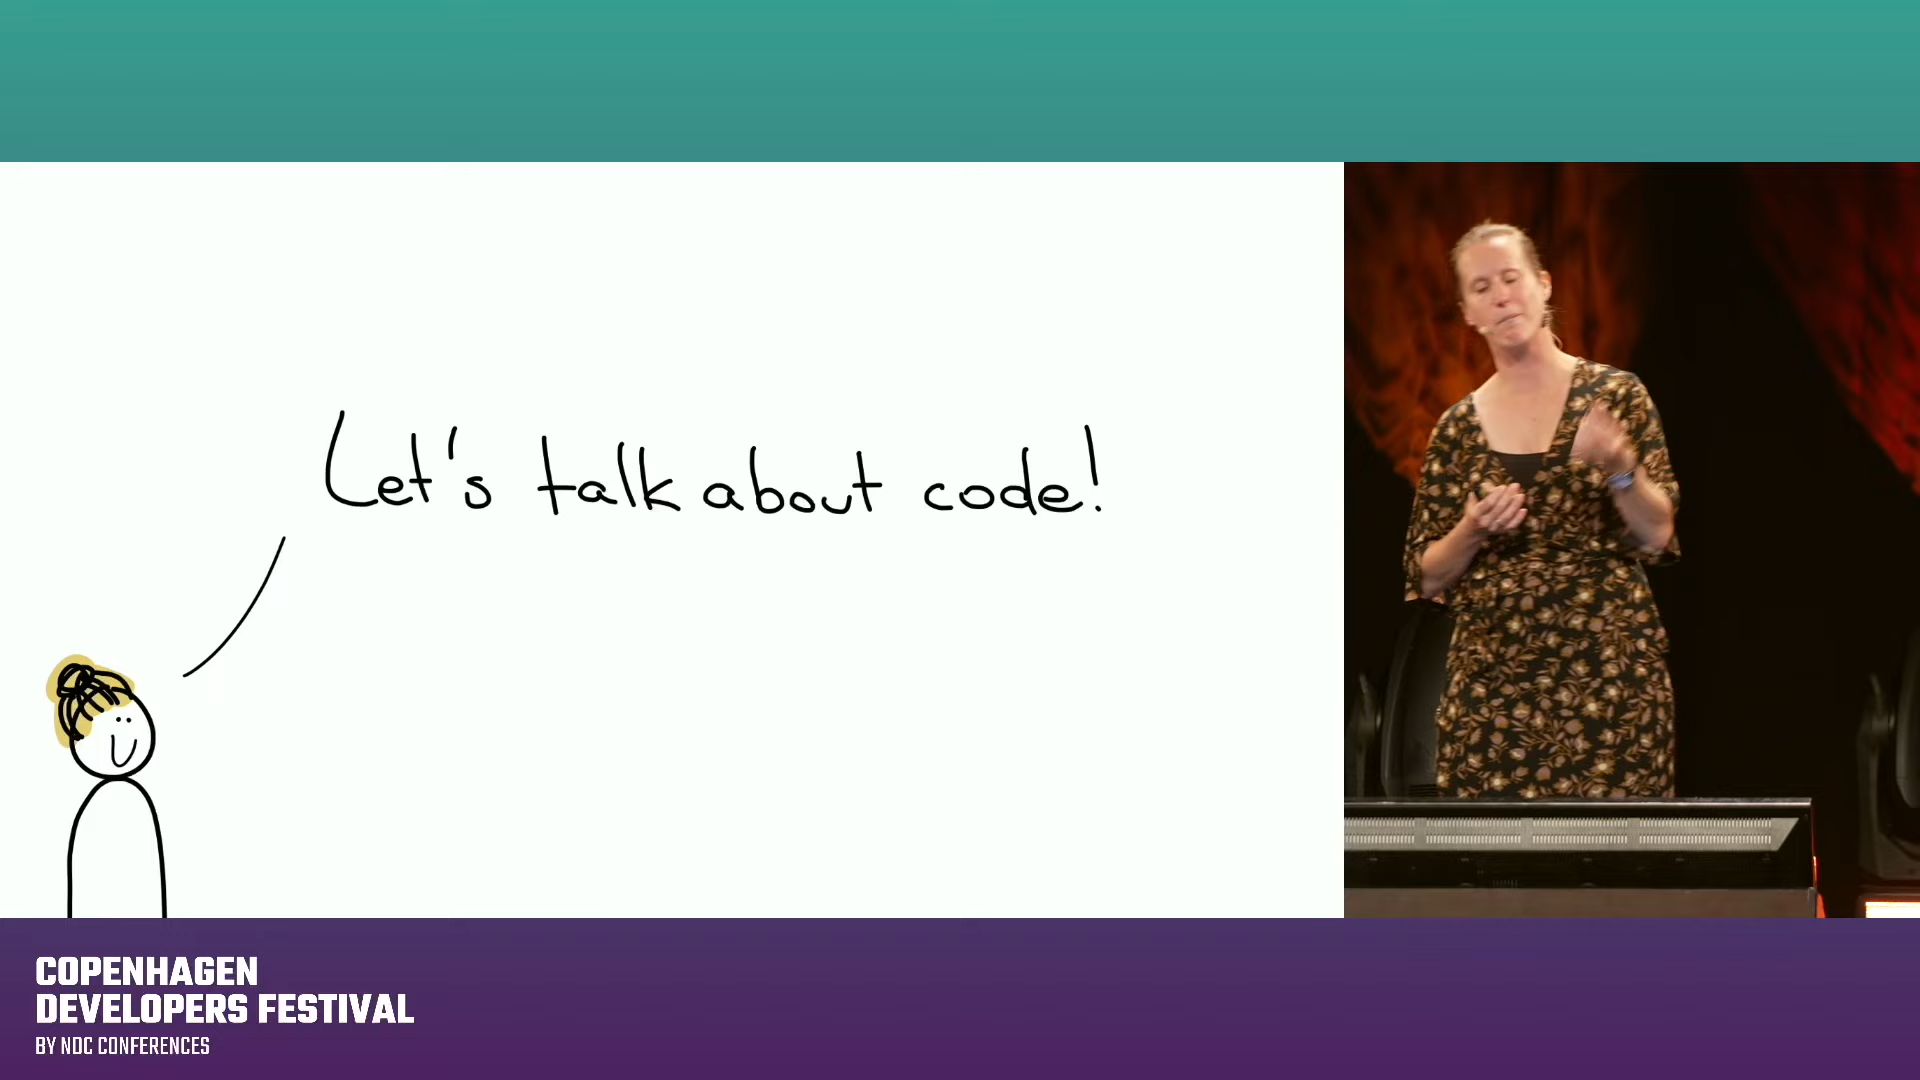 Let's talk about code!
COPENHAGEN
DEVELOPERS FESTIVAL
BY NDC CONFERENCES